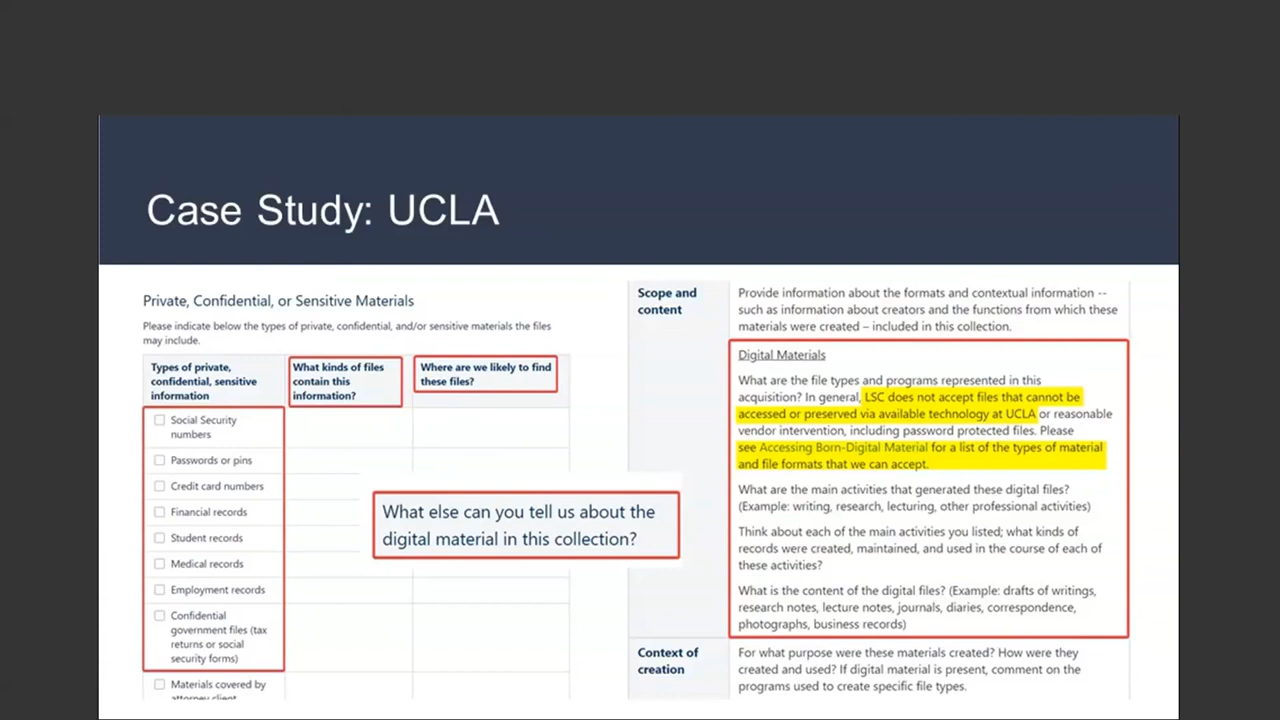 Case Study: UCLA
Private, Confidential, or Sensitive Materials
Please indicate below the types of private, confidential, and/or sensitive materials the files
may include.
Types of private,
confidential, sensitive
information
What kinds of files
contain this
information?
Where are we likely to find
these files?
Social Security
numbers
Passwords or pins
Credit card numbers
Financial records
Student records
Medical records
Employment records
Confidential
government files (tax
returns or social
security forms)
Materials covered by
attorney client
What else can you tell us about the
digital material in this collection?
Scope and
content
Provide information about the formats and contextual information --
such as information about creators and the functions from which these
materials were created – included in this collection.
Digital Materials
What are the file types and programs represented in this
acquisition? In general, LSC does not accept files that cannot be
accessed or preserved via available technology at UCLA or reasonable
vendor intervention, including password protected files. Please
see Accessing Born-Digital Material for a list of the types of material
and file formats that we can accept.
What are the main activities that generated these digital files?
(Example: writing, research, lecturing, other professional activities)
Think about each of the main activities you listed; what kinds of
records were created, maintained, and used in the course of each of
these activities?
What is the content of the digital files? (Example: drafts of writings,
research notes, lecture notes, journals, diaries, correspondence,
photographs, business records)
Context of
creation
For what purpose were these materials created? How were they
created and used? If digital material is present, comment on the
programs used to create specific file types.